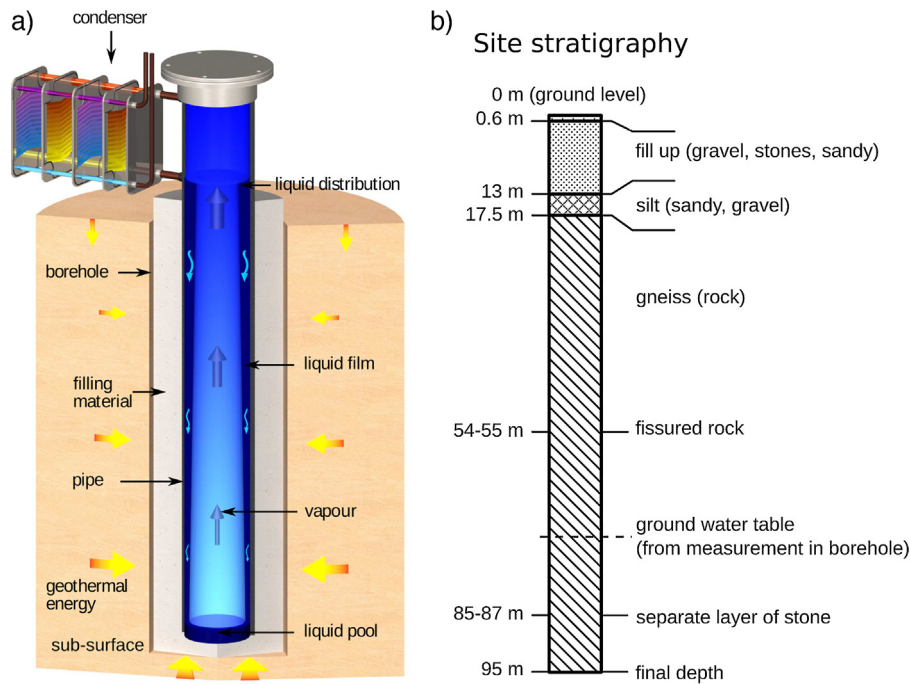 a)
condenser
liquid distribution
borehole
liquid film
filling
material
pipe
vapour
geothermal
energy
liquid pool
sub-surface
b)
Site stratigraphy
0 m (ground level)
0.6 m
fill up (gravel, stones, sandy)
13 m
silt (sandy, gravel)
17.5 m
gneiss (rock)
54-55 m
fissured rock
ground water table
(from measurement in borehole)
85-87 m
separate layer of stone
95 m
final depth